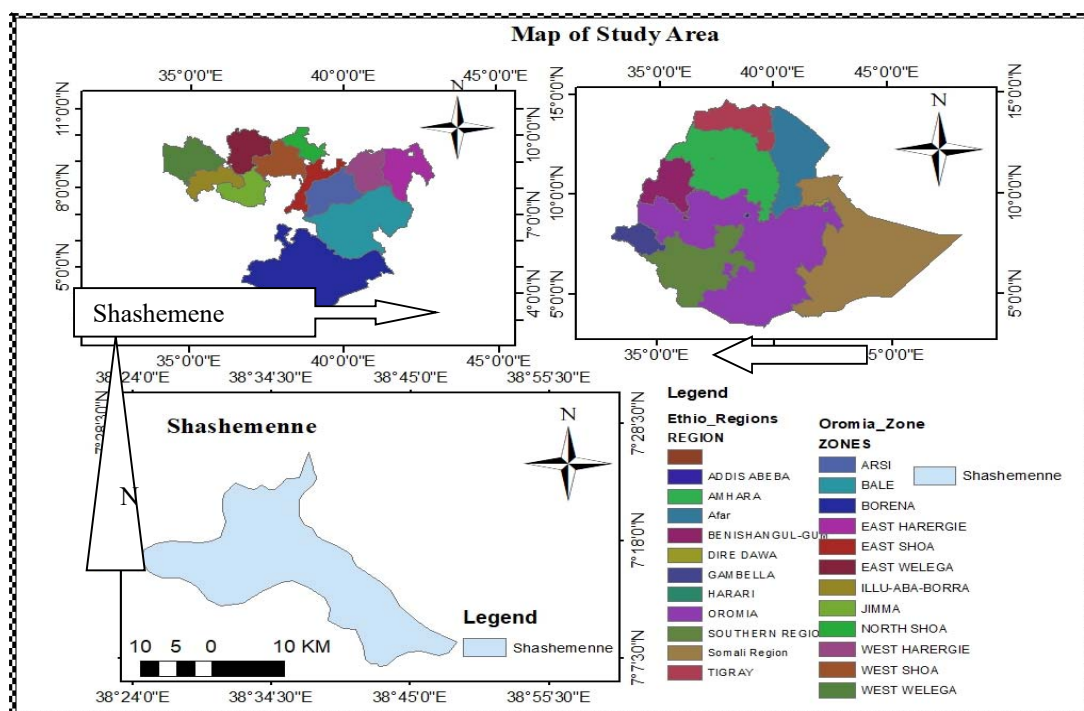 Map of Study Area
35°0'0"E 40°0'0"E 45°0'0"E
11°0'0"N
8°0'0"N
5°0'0"N
N
10°0'0"N
7°0'0"N
4°0'0"N
35°0'0"E 40°0'0"E 45°0'0"E
35°0'0"E 40°0'0"E 45°0'0"E
15°0'0"N
10°0'0"N
5°0'0"N
N
15°0'0"N
10°0'0"N
5°0'0"N
35°0'0"E 5°0'0"E
Shashemene
N
38°24'0"E 38°34'30"E 38°45'0"E 38°55'30"E
Shashemenne
N
7°28'30"N
7°18'0"N
7°7'30"N
Legend
Shashemenne
10 5 0 10 KM
38°24'0"E 38°34'30"E 38°45'0"E 38°55'30"E
Legend
Ethio_Regions
REGION
ADDIS ABEBA
AMHARA
Afar
BENISHANGUL-GUM
DIRE DAWA
GAMBELLA
HARARI
OROMIA
SOUTHERN REGIO
Somali Region
TIGRAY
Oromia_Zone
ZONES
ARSI
BALE
BORENA
EAST HARERGIE
EAST SHOA
EAST WELEGA
ILLU-ABA-BORRA
JIMMA
NORTH SHOA
WEST HARERGIE
WEST SHOA
WEST WELEGA
Shashemenne